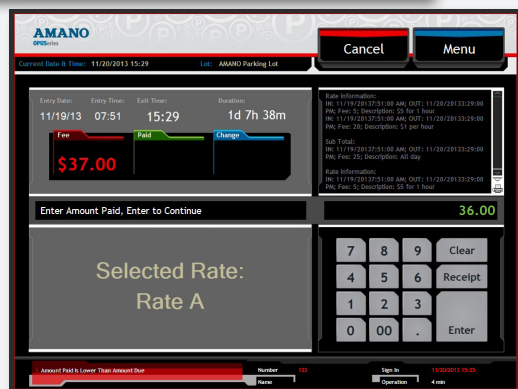 AMANO
OPUSeries
Cancel
Menu
Current Date & Time: 11/20/2013 15:29
Lot: AMANO Parking Lot
Entry Date: Entry Time: Exit Time: Duration:
11/19/13 07:51 15:29 1d 7h 38m
Fee Paid Change
$37.00
Rate Information:
IN: 11/19/20137:51:00 AM; OUT: 11/20/20133:29:00
PM; Fee: 5; Description: $5 for 1 hour
IN: 11/19/20137:51:00 AM; OUT: 11/20/20133:29:00
PM; Fee: 20; Description: $1 per hour
Sub Total:
IN: 11/19/20137:51:00 AM; OUT: 11/20/20133:29:00
PM; Fee: 25; Description: All day
Rate Information:
IN: 11/19/20137:51:00 AM; OUT: 11/20/20133:29:00
PM; Fee: 5; Description: $5 for 1 hour
Enter Amount Paid, Enter to Continue
36.00
Selected Rate:
Rate A
7 8 9 Clear
4 5 6 Receipt
1 2 3
0 00 . Enter
Amount Paid Is Lower Than Amount Due
Number 123
Name
Sign In 11/20/2013 15:25
Operation 4 min